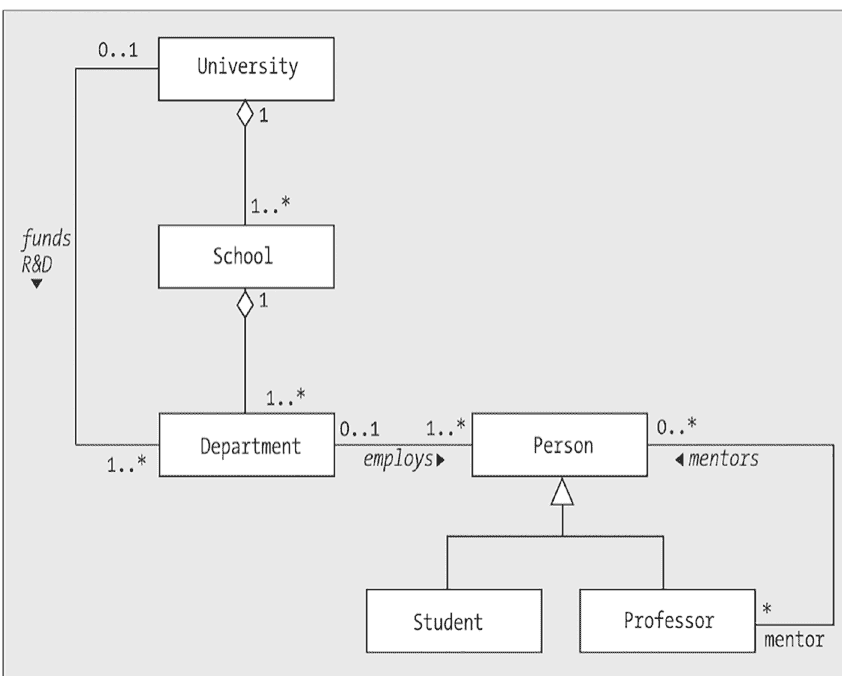 0..1
University
1
1..*
funds
R&D
▼
School
1
1..*
Department
0..1
1..*
Person
0..*
1..*
employs▶
◀mentors
Student
Professor
*
mentor